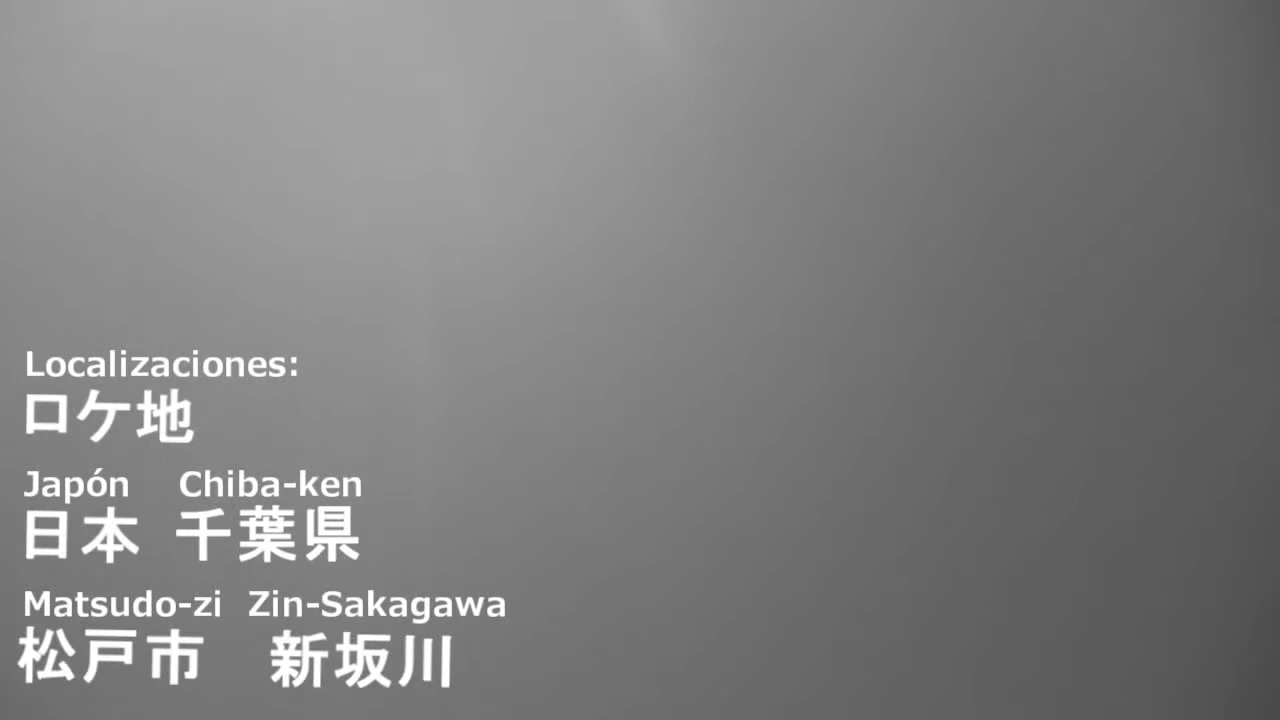 Localizaciones:
ロケ地
Japón Chiba-ken
日本 千葉県
Matsudo-zi Zin-Sakagawa
松戸市 新坂川